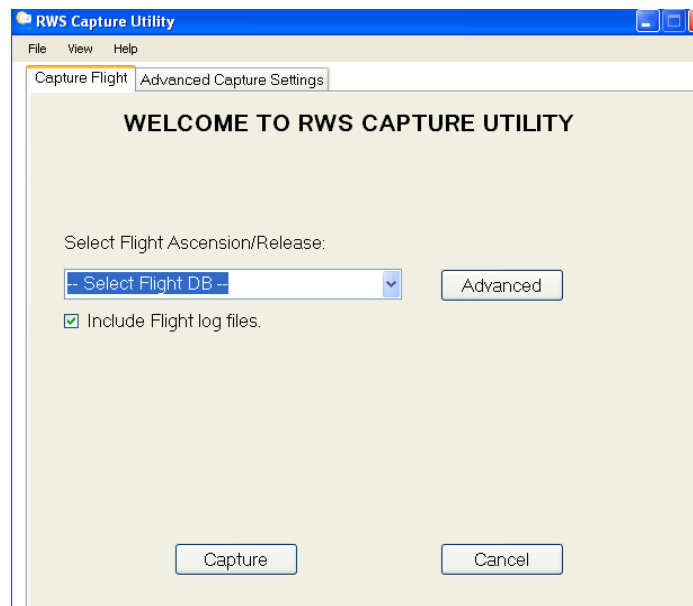 RWS Capture Utility
File View Help
Capture Flight Advanced Capture Settings
WELCOME TO RWS CAPTURE UTILITY
Select Flight Ascension/Release:
-- Select Flight DB -- Advanced
Include Flight log files.
Capture Cancel